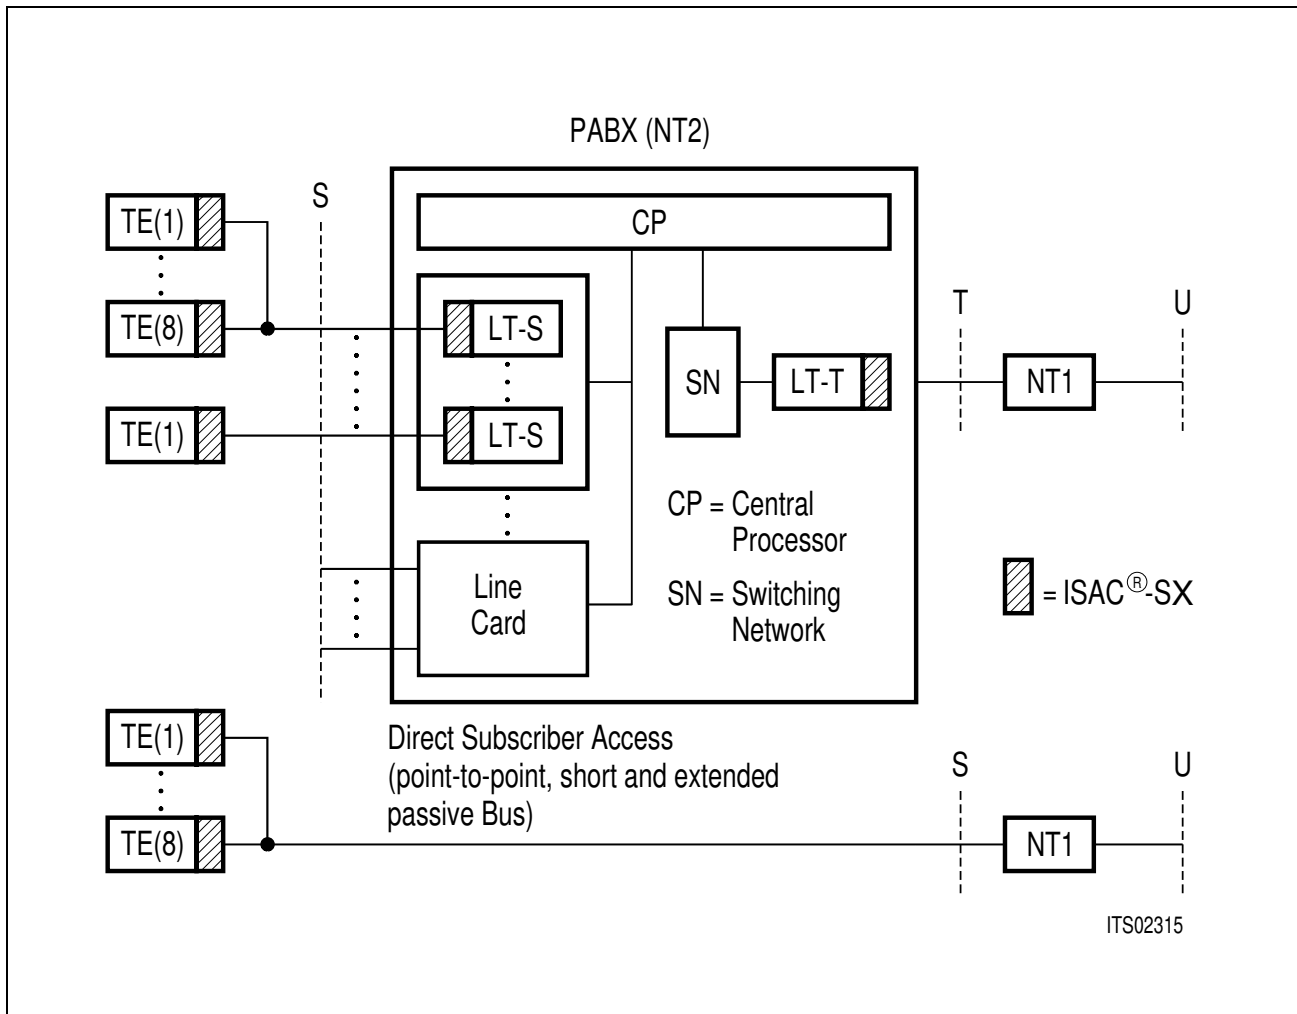 PABX (NT2)
S
TE(1)
CP
TE(8)
LT-S
T
U
SN
LT-T
NT1
TE(1)
LT-S
CP = Central
Processor
Line
Card
SN = Switching
Network
= ISAC®-SX
TE(1)
Direct Subscriber Access
(point-to-point, short and extended
passive Bus)
S
U
TE(8)
NT1
ITS02315